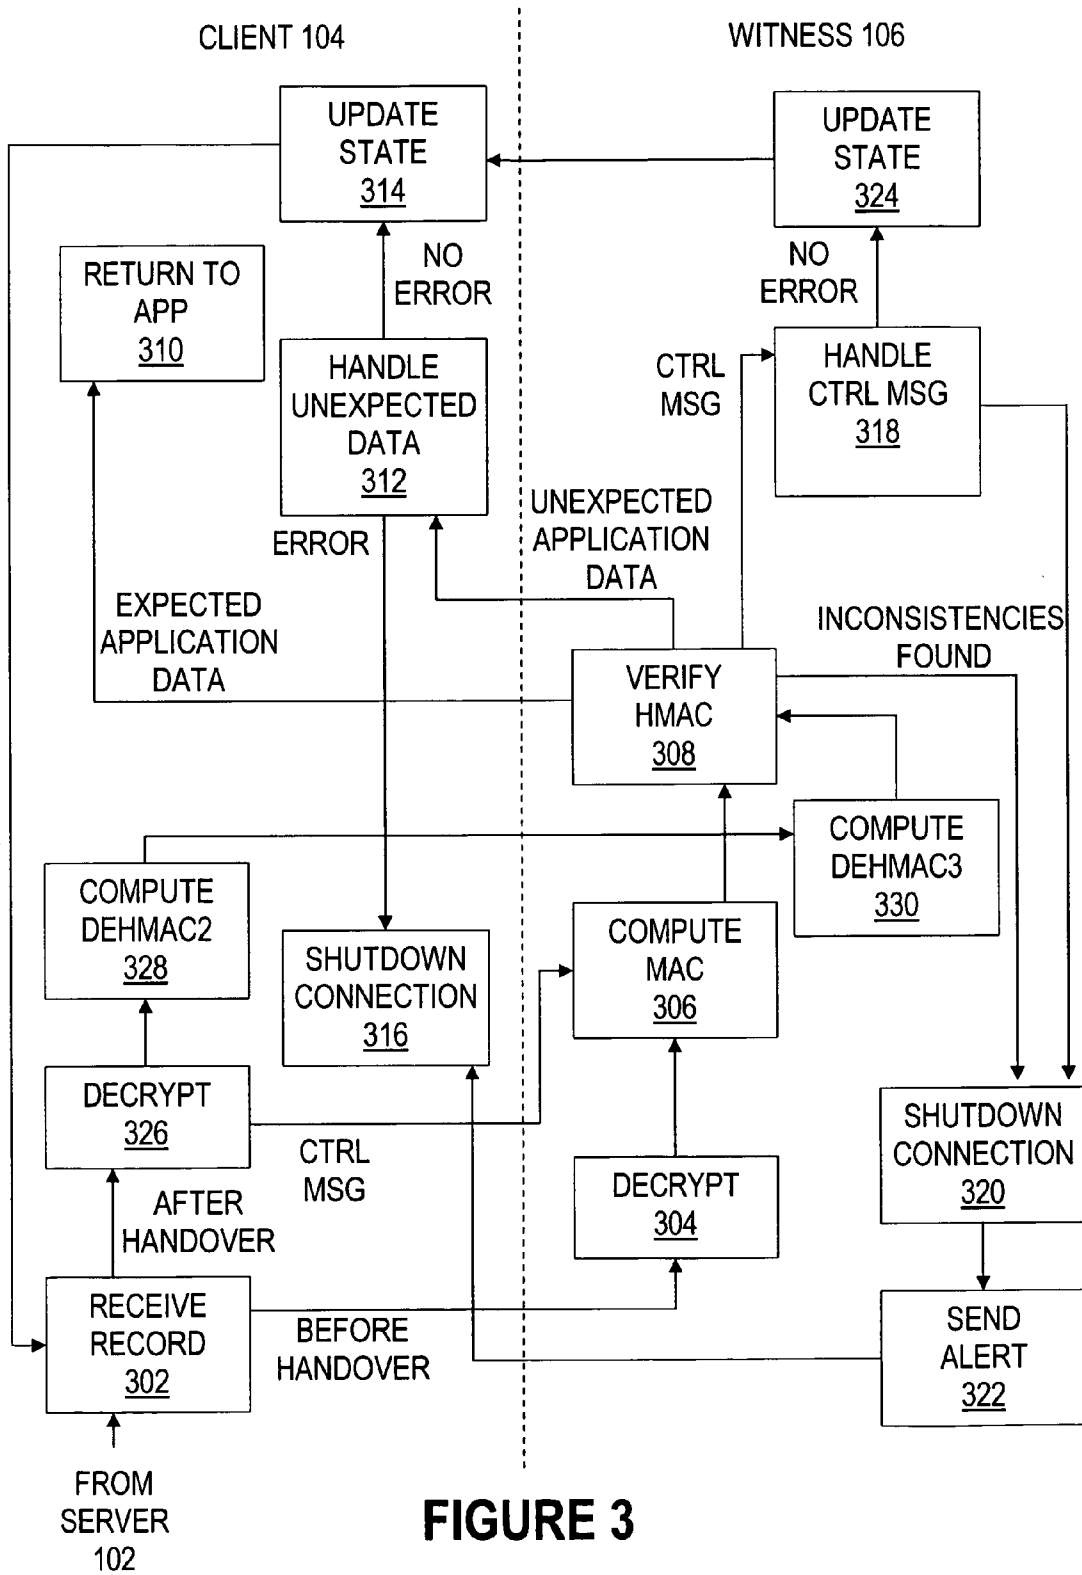 CLIENT 104
WITNESS 106
UPDATE
STATE
314
UPDATE
STATE
324
RETURN TO
APP
310
NO
ERROR
NO
ERROR
HANDLE
UNEXPECTED
DATA
312
CTRL
MSG
HANDLE
CTRL MSG
318
ERROR
UNEXPECTED
APPLICATION
DATA
EXPECTED
APPLICATION
DATA
INCONSISTENCIES
FOUND
VERIFY
HMAC
308
COMPUTE
DEHMAC2
328
COMPUTE
DEHMAC3
330
SHUTDOWN
CONNECTION
316
COMPUTE
MAC
306
DECRYPT
326
CTRL
MSG
DECRYPT
304
SHUTDOWN
CONNECTION
320
AFTER
HANDOVER
RECEIVE
RECORD
302
BEFORE
HANDOVER
SEND
ALERT
322
FROM
SERVER
102
FIGURE 3